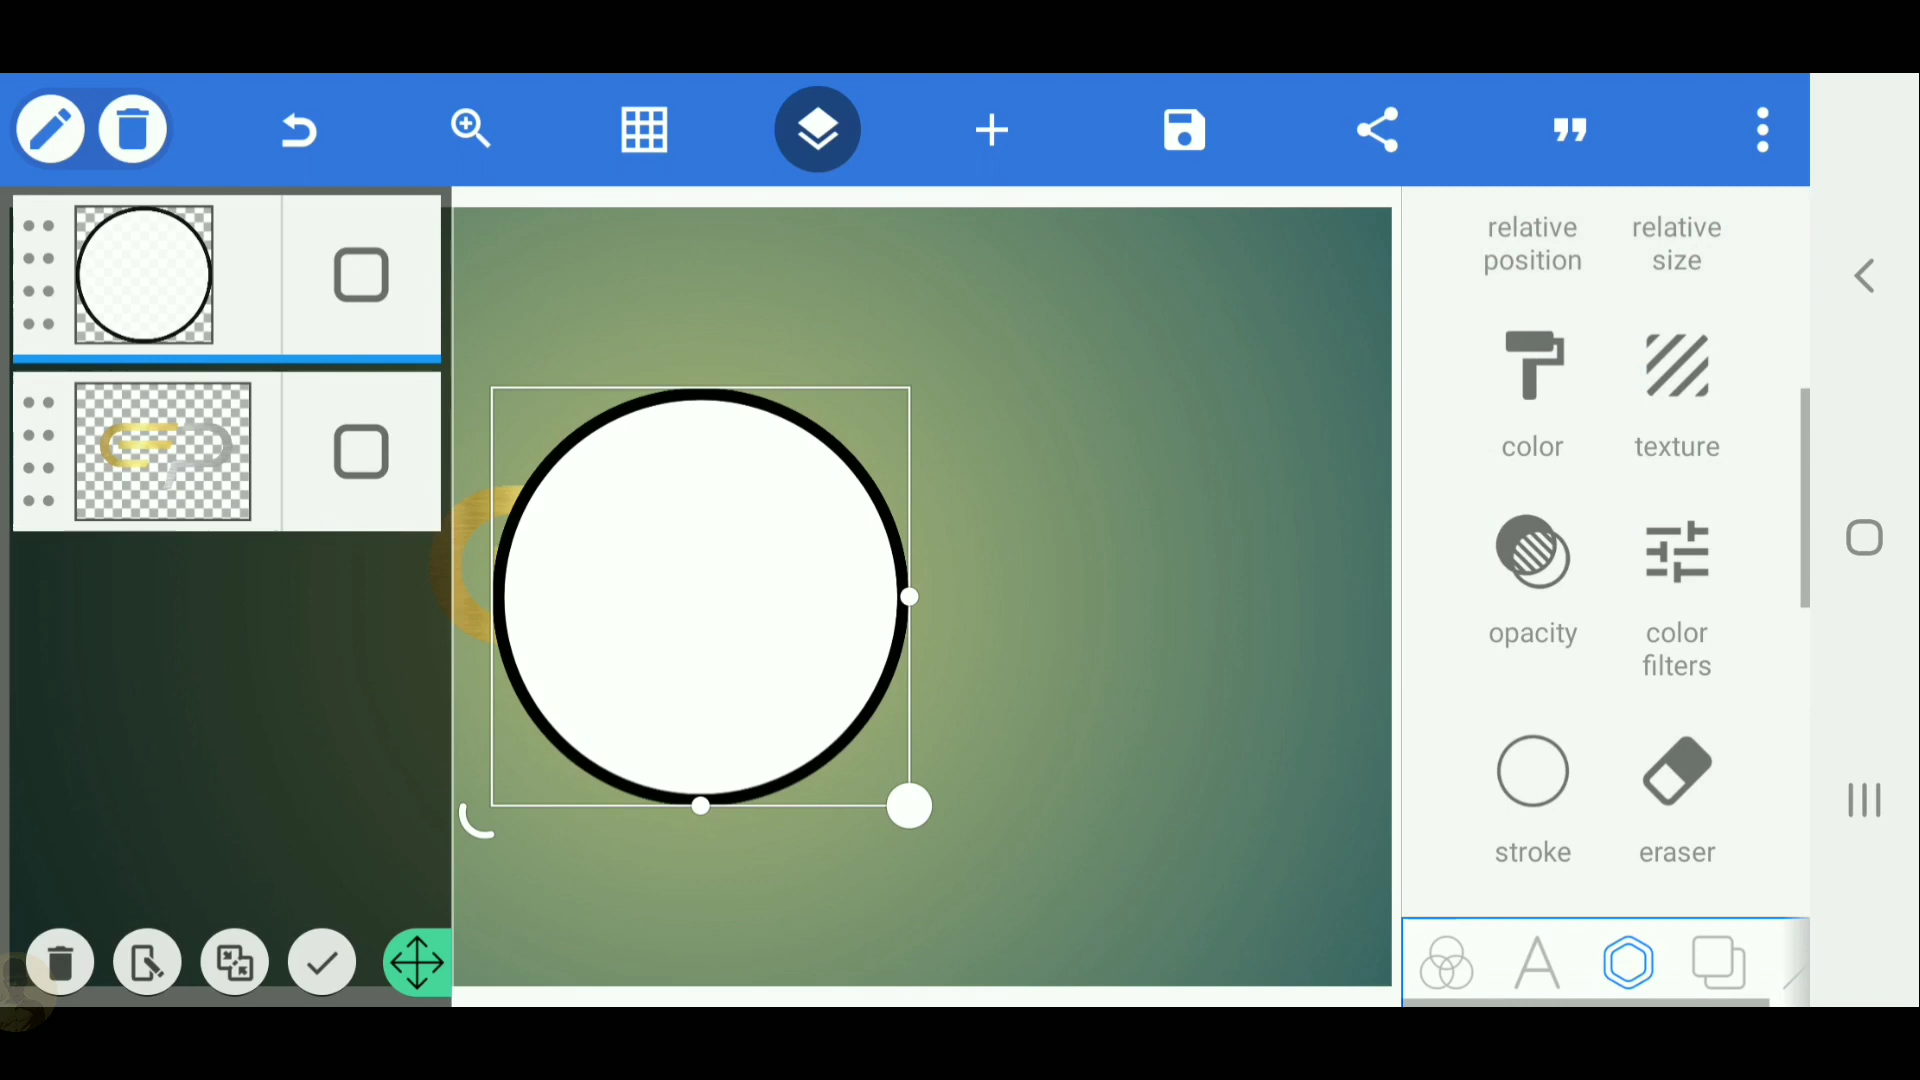 relative
position
relative
size
color
texture
opacity
color
filters
stroke
eraser